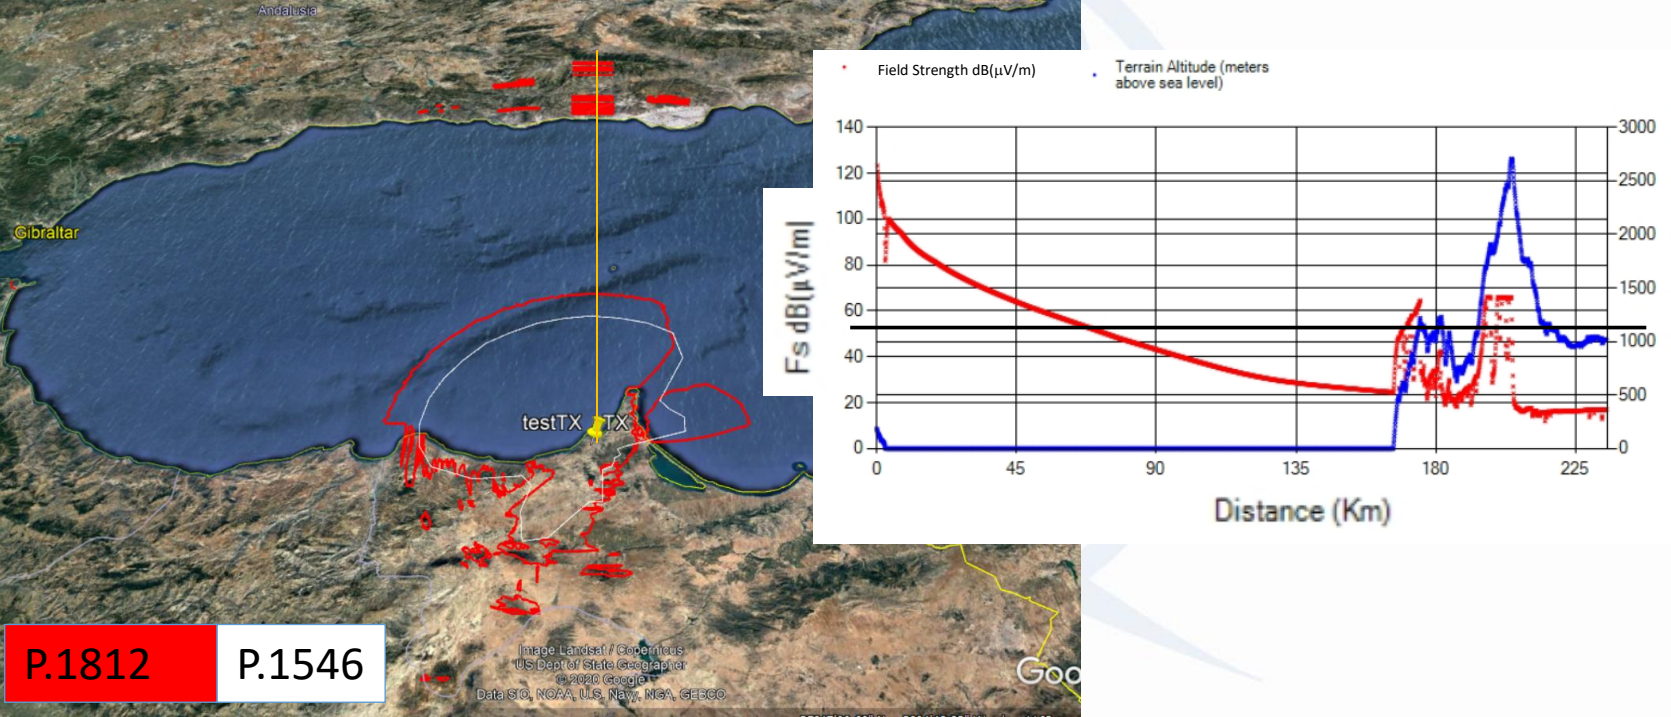 Andalusia
Gibraltar
testTX
TX
P.1812
P.1546
Image Landsat / Copernicus
US Dept of State Geographer
© 2020 Google
Data SIO, NOAA, U.S. Navy, NGA, GEBCO
Goo
Field Strength dB(µV/m)
Terrain Altitude (meters
above sea level)
Fs dB(µV/m|
140
120
100
80
60
40
20
0
3000
2500
2000
1500
1000
500
0
0
45
90
135
180
225
Distance (Km)